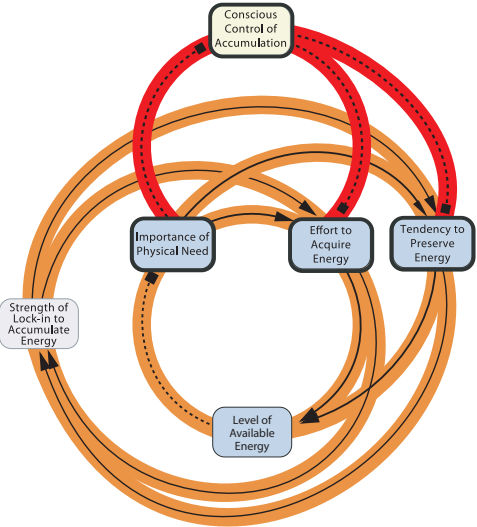 Conscious
Control of
Accumulation
Importance of
Physical Need
Effort to
Acquire
Energy
Tendency to
Preserve
Energy
Strength of
Lock-in to
Accumulate
Energy
Level of
Available
Energy